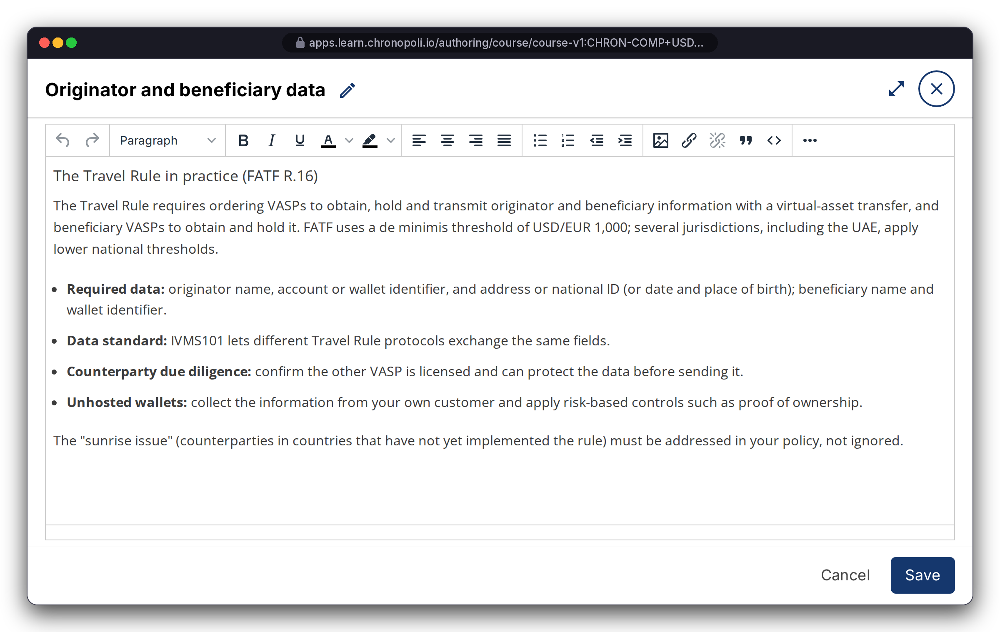 apps.learn.chronopoli.io/authoring/course/course-v1:CHRON-COMP+USD...
Originator and beneficiary data
Paragraph
The Travel Rule in practice (FATF R.16)
The Travel Rule requires ordering VASPs to obtain, hold and transmit originator and beneficiary information with a virtual-asset transfer, and
beneficiary VASPs to obtain and hold it. FATF uses a de minimis threshold of USD/EUR 1,000; several jurisdictions, including the UAE, apply
lower national thresholds.
• Required data: originator name, account or wallet identifier, and address or national ID (or date and place of birth); beneficiary name and
wallet identifier.
• Data standard: IVMS101 lets different Travel Rule protocols exchange the same fields.
• Counterparty due diligence: confirm the other VASP is licensed and can protect the data before sending it.
• Unhosted wallets: collect the information from your own customer and apply risk-based controls such as proof of ownership.
The "sunrise issue" (counterparties in countries that have not yet implemented the rule) must be addressed in your policy, not ignored.
Cancel
Save